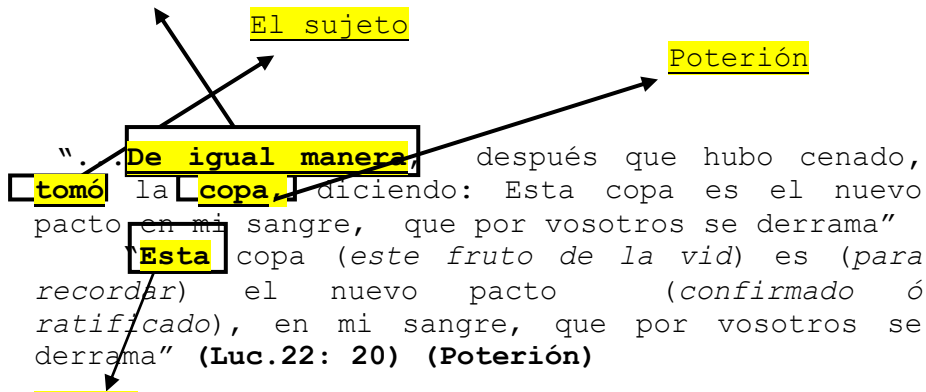 El sujeto
Poterión
"...De igual manera, después que hubo cenado,
tomó la copa, diciendo: Esta copa es el nuevo
pacto en mi sangre, que por vosotros se derrama"
"Esta copa (este fruto de la vid) es (para
recordar) el nuevo pacto (confirmado ó
ratificado), en mi sangre, que por vosotros se
derrama" (Luc.22: 20) (Poterión)